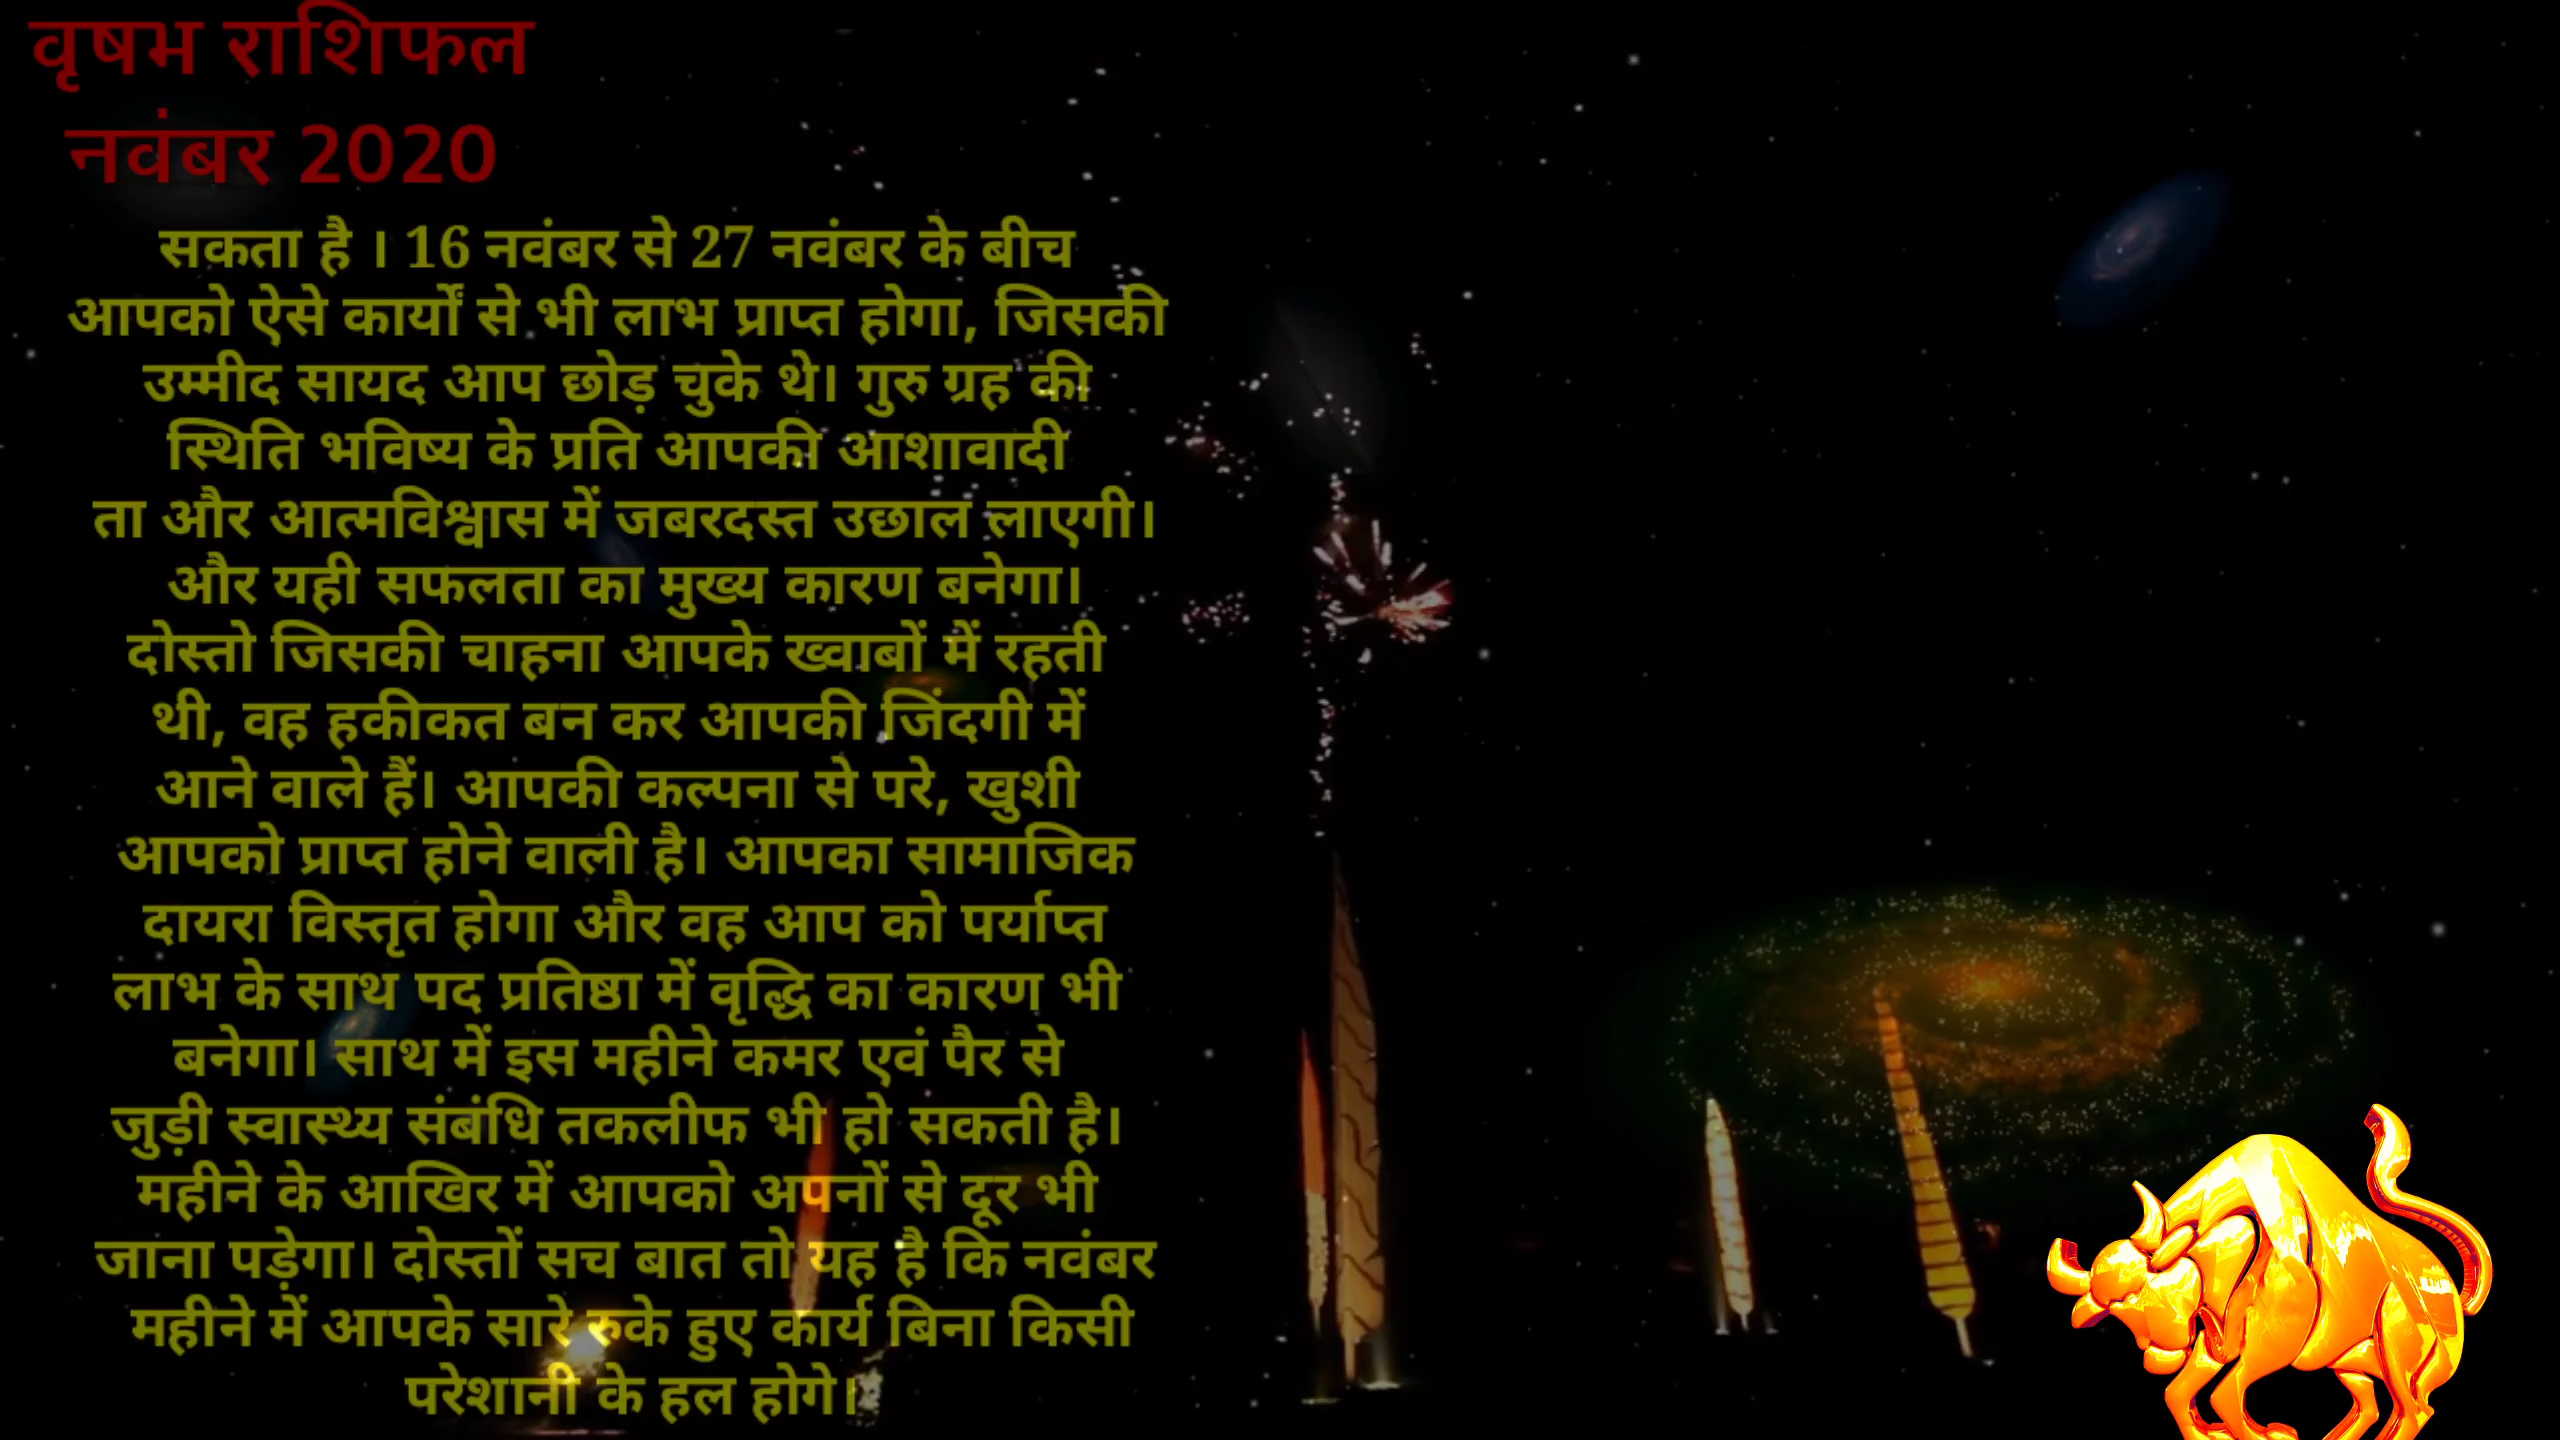 वृषभ राशिफल
नवंबर 2020
सकता है । 16 नवंबर से 27 नवंबर के बीच
आपको ऐसे कार्यों से भी लाभ प्राप्त होगा, जिसकी
उम्मीद सायद आप छोड़ चुके थे। गुरु ग्रह की
स्थिति भविष्य के प्रति आपकी आशावादी
ता और आत्मविश्वास में जबरदस्त उछाल लाएगी।
और यही सफलता का मुख्य कारण बनेगा।
दोस्तो जिसकी चाहना आपके ख्वाबों में रहती
थी, वह हकीकत बन कर आपकी जिंदगी में
आने वाले हैं। आपकी कल्पना से परे, खुशी
आपको प्राप्त होने वाली है। आपका सामाजिक
दायरा विस्तृत होगा और वह आप को पर्याप्त
लाभ के साथ पद प्रतिष्ठा में वृद्धि का कारण भी
बनेगा। साथ में इस महीने कमर एवं पैर से
जुड़ी स्वास्थ्य संबंधि तकलीफ भी हो सकती है।
महीने के आखिर में आपको अपनों से दूर भी
जाना पड़ेगा। दोस्तों सच बात तो यह है कि नवंबर
महीने में आपके सारे रुके हुए कार्य बिना किसी
परेशानी के हल होगे।